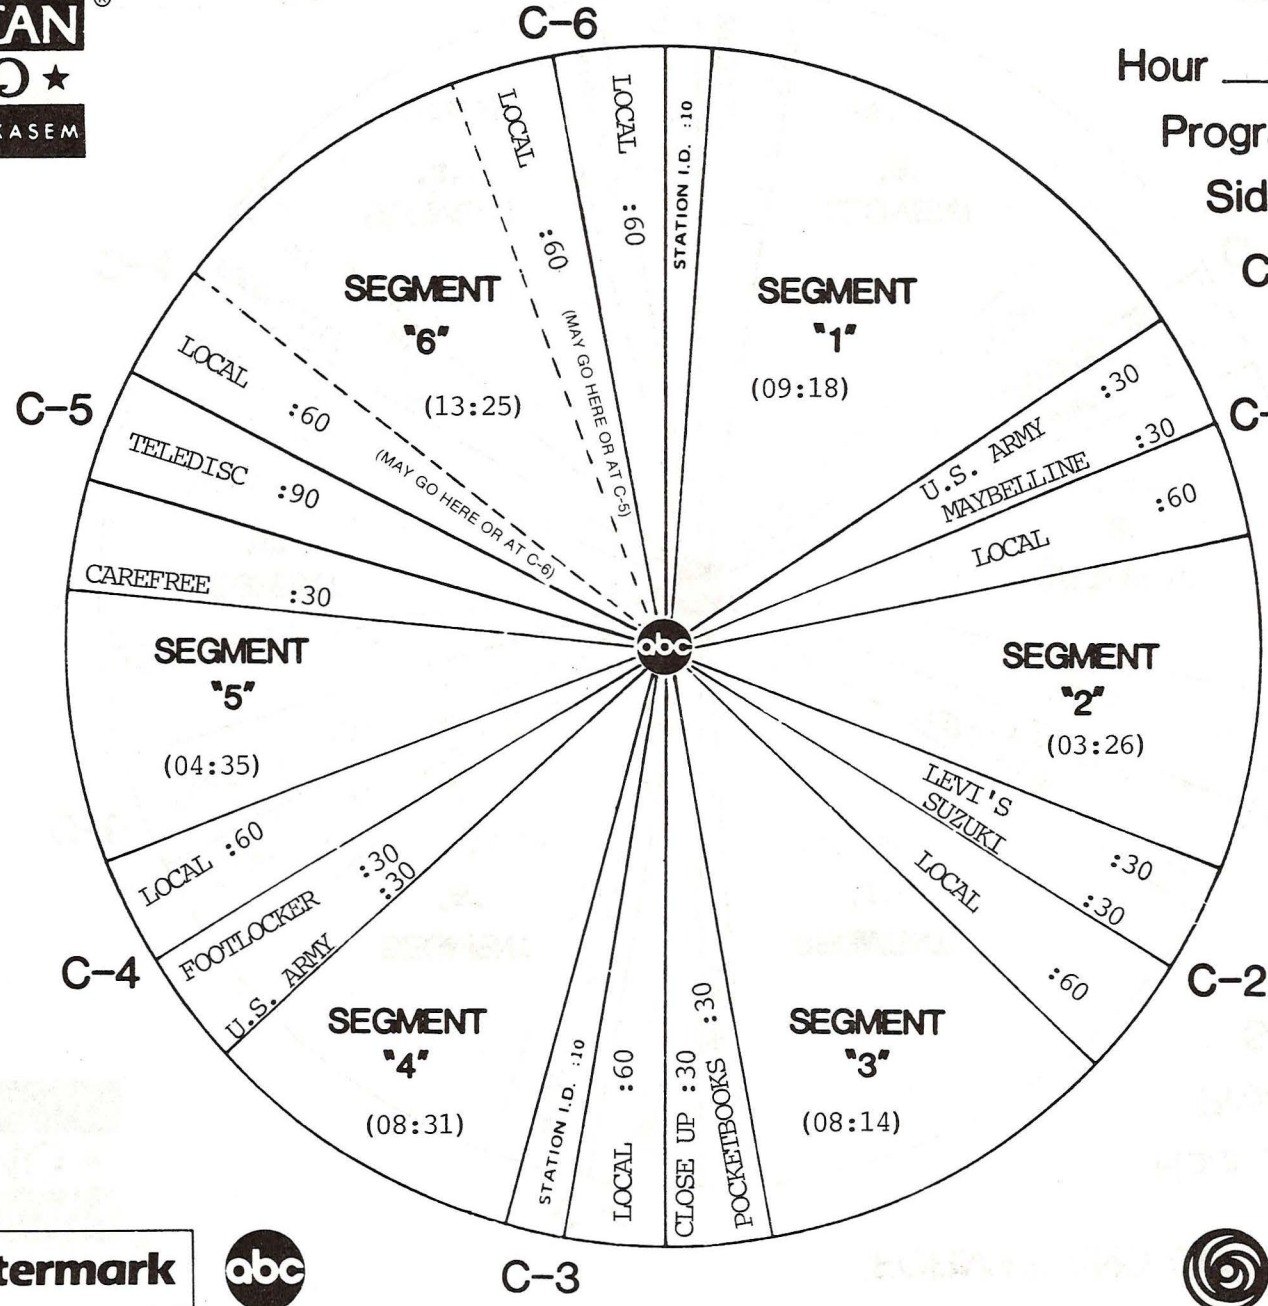 C-6
®
CAN
KASEM
Hour
Progr
Sid
C
STATION I.D. :10
SEGMENT
"1"
(09:18)
U.S. ARMY :30
MAYBELLINE :30
C-
LOCAL :60
SEGMENT
"2"
(03:26)
LEVI'S :30
SUZUKI :30
C-2
LOCAL :60
SEGMENT
"3"
(08:14)
POCKETBOOKS :30
CLOSE UP :30
C-3
LOCAL :60
STATION I.D. :10
SEGMENT
"4"
(08:31)
U.S. ARMY :30
FOOTLOCKER :30
C-4
LOCAL :60
SEGMENT
"5"
(04:35)
CAREFREE :30
TELEDISC :90
C-5
LOCAL :60
(MAY GO HERE OR AT C-6)
SEGMENT
"6"
(13:25)
LOCAL :60
(MAY GO HERE OR AT C-5)
LOCAL :60
abc
termark
abc